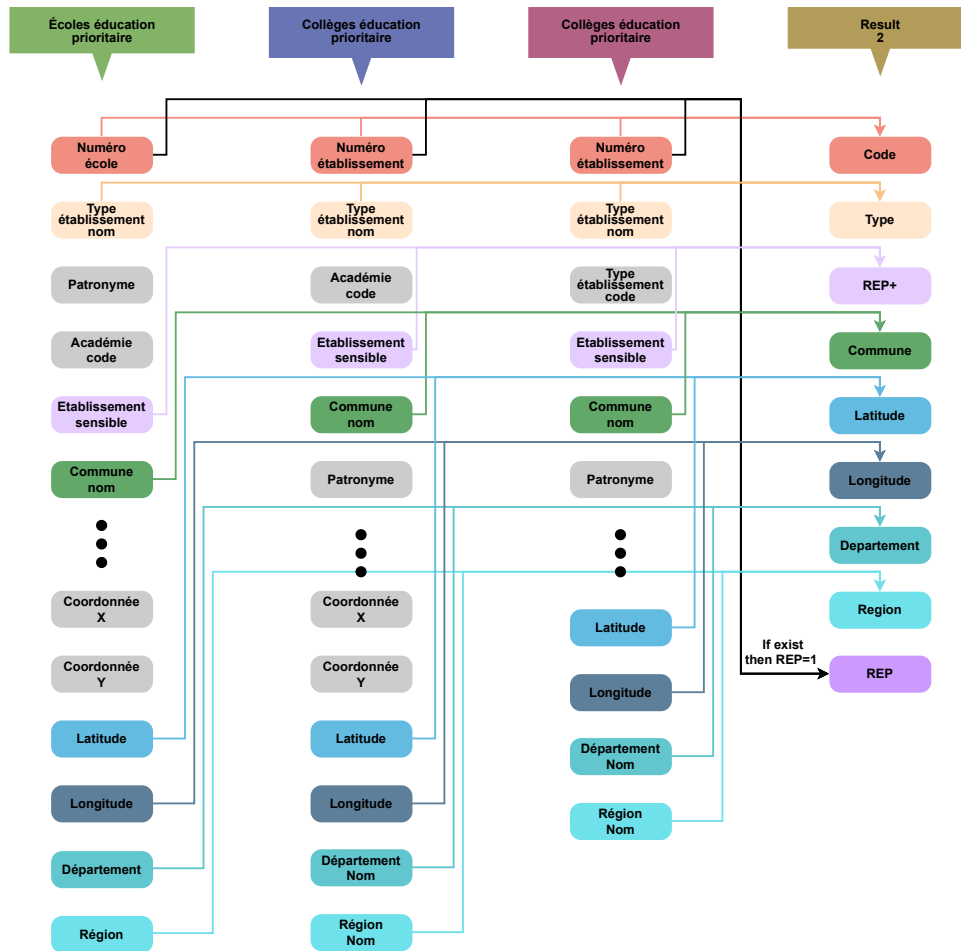 Écoles éducation
prioritaire
Collèges éducation
prioritaire
Collèges éducation
prioritaire
Result
2
Numéro
école
Numéro
établissement
Numéro
établissement
Code
Type
établissement
nom
Type
établissement
nom
Type
établissement
nom
Type
Patronyme
Académie
code
Type
établissement
code
REP+
Académie
code
Etablissement
sensible
Etablissement
sensible
Commune
Etablissement
sensible
Commune
nom
Commune
nom
Latitude
Commune
nom
Patronyme
Patronyme
Longitude
Departement
Coordonnée
X
Coordonnée
X
Latitude
Region
If exist
then REP=1
Coordonnée
Y
Coordonnée
Y
Longitude
REP
Latitude
Latitude
Département
Nom
Longitude
Longitude
Région
Nom
Département
Département
Nom
Région
Région
Nom